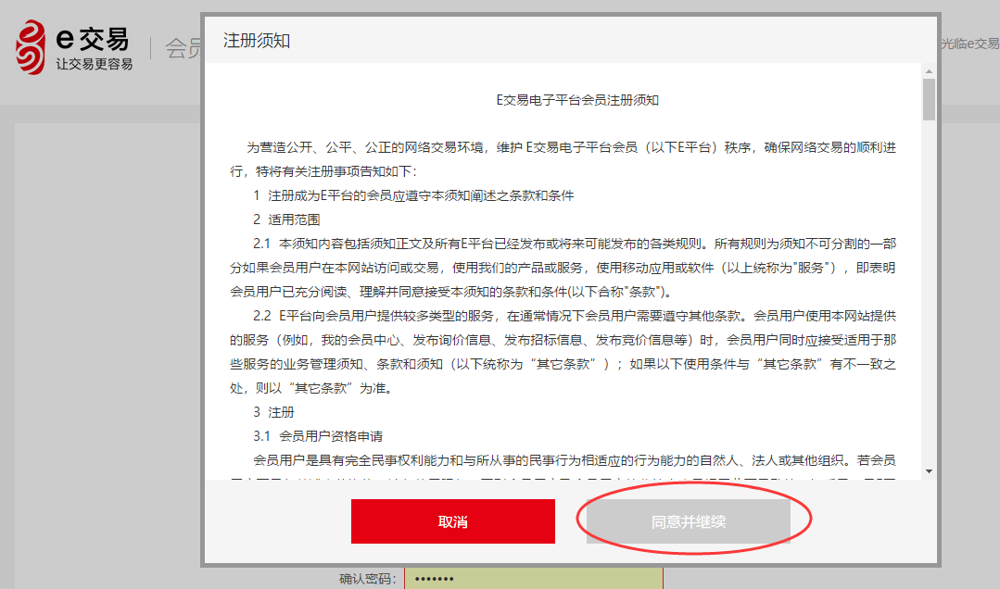 e交易
让交易更容易
会员
光临e交易
注册须知
E交易电子平台会员注册须知
为营造公开、公平、公正的网络交易环境，维护 E交易电子平台会员（以下E平台）秩序，确保网络交易的顺利进
行，特将有关注册事项告知如下：
1 注册成为E平台的会员应遵守本须知阐述之条款和条件
2 适用范围
2.1 本须知内容包括须知正文及所有E平台已经发布或将来可能发布的各类规则。所有规则为须知不可分割的一部
分如果会员用户在本网站访问或交易，使用我们的产品或服务，使用移动应用或软件（以上统称为"服务"），即表明
会员用户已充分阅读、理解并同意接受本须知的条款和条件(以下合称"条款")。
2.2 E平台向会员用户提供较多类型的服务，在通常情况下会员用户需要遵守其他条款。会员用户使用本网站提供
的服务（例如，我的会员中心、发布询价信息、发布招标信息、发布竞价信息等）时，会员用户同时应接受适用于那
些服务的业务管理须知、条款和须知（以下统称为“其它条款”）；如果以下使用条件与“其它条款”有不一致之
处，则以“其它条款”为准。
3 注册
3.1 会员用户资格申请
会员用户是具有完全民事权利能力和与所从事的民事行为相适应的行为能力的自然人、法人或其他组织。若会员
取消
同意并继续
确认密码：
•••••••